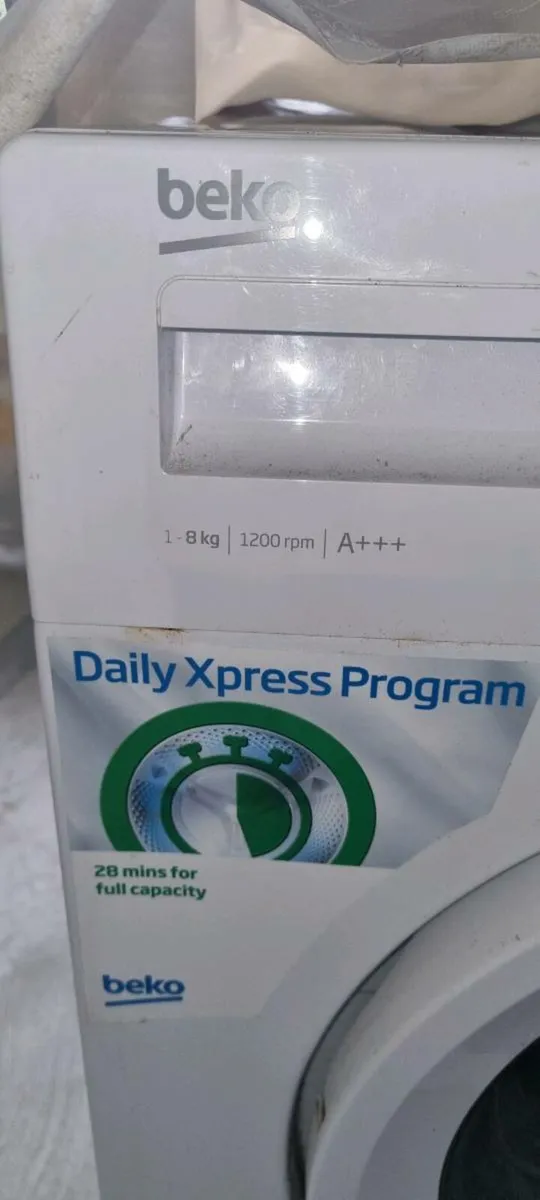 beko
1 - 8 kg | 1200 rpm | A+++
Daily Xpress Program
28 mins for
full capacity
beko